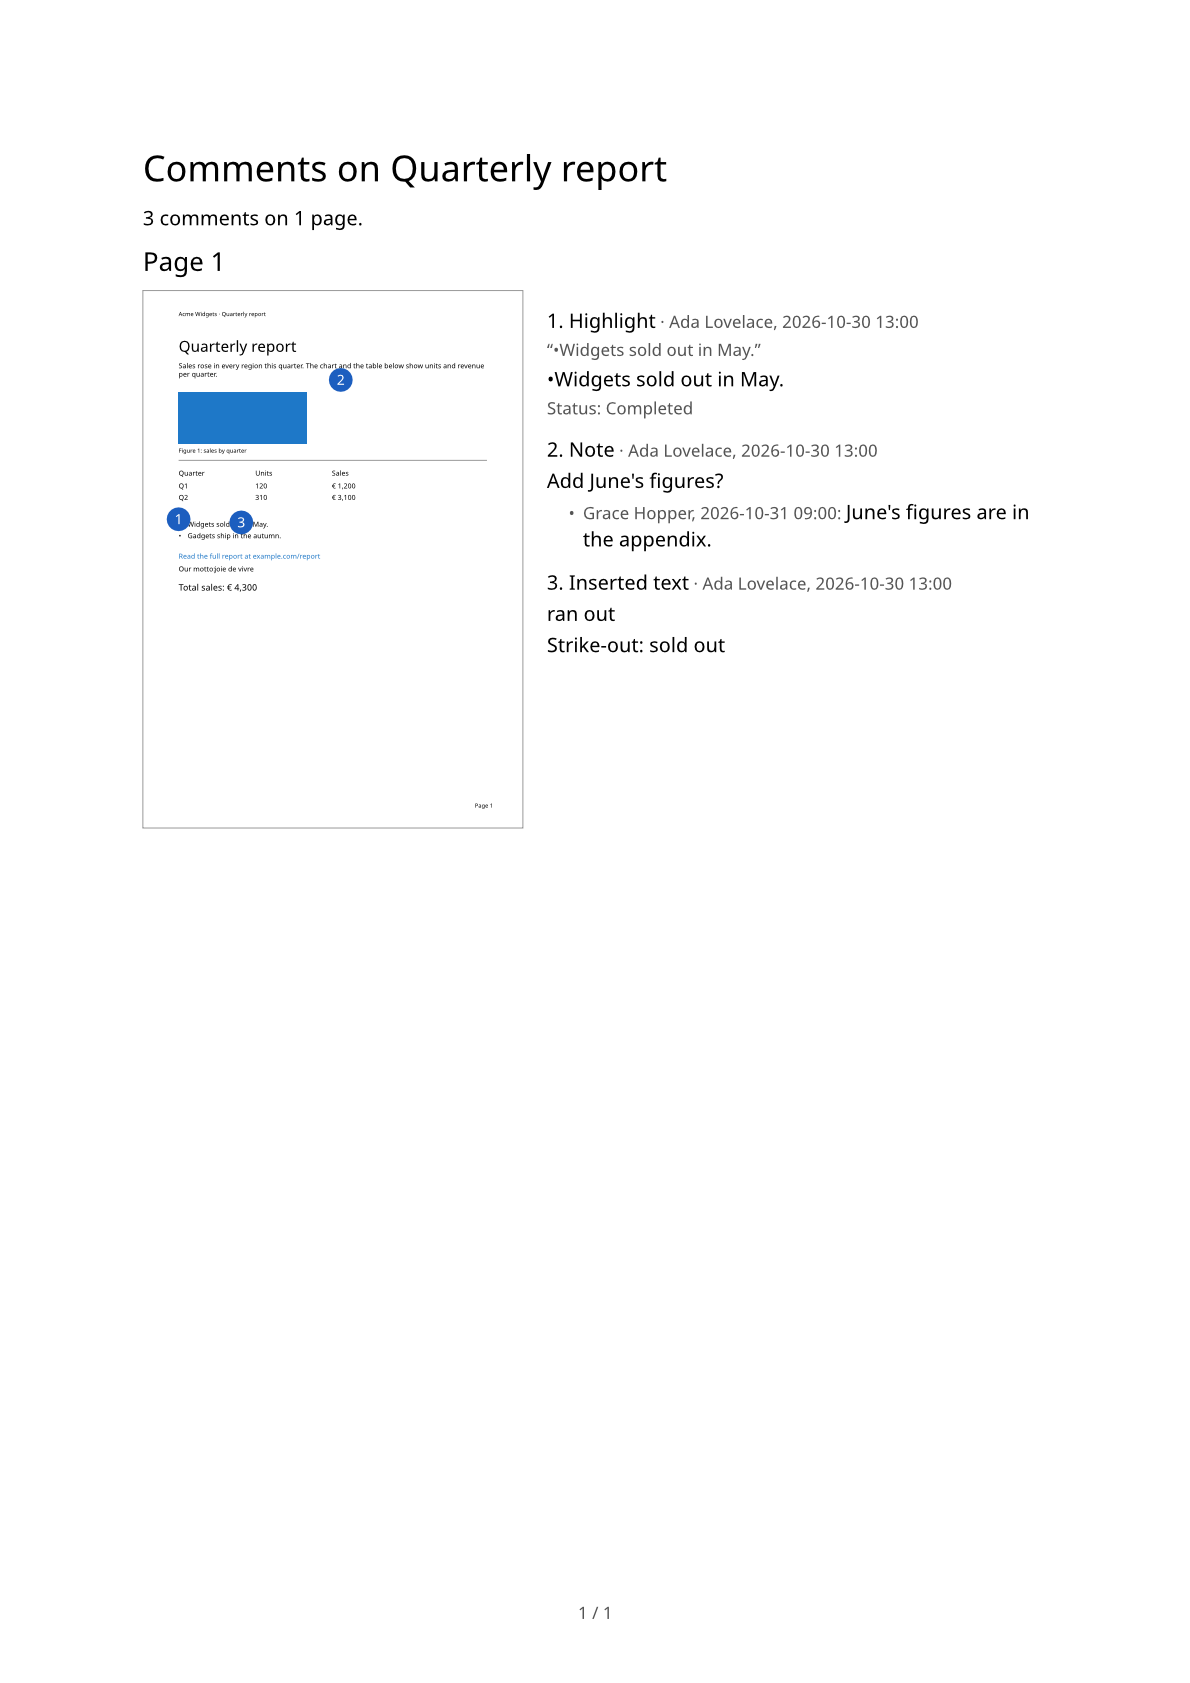 Comments on Quarterly report
3 comments on 1 page.
Page 1
Acme Widgets · Quarterly report
Quarterly report
Sales rose in every region this quarter. The chart and the table below show units and revenue
per quarter.
2
Figure 1: sales by quarter
Quarter Units Sales
Q1 120 € 1,200
Q2 310 € 3,100
1 Widgets sold 3 May.
• Gadgets ship in the autumn.
Read the full report at example.com/report
Our mottojoie de vivre
Total sales: € 4,300
Page 1
1. Highlight · Ada Lovelace, 2026-10-30 13:00
“•Widgets sold out in May.”
•Widgets sold out in May.
Status: Completed
2. Note · Ada Lovelace, 2026-10-30 13:00
Add June's figures?
• Grace Hopper, 2026-10-31 09:00: June's figures are in
the appendix.
3. Inserted text · Ada Lovelace, 2026-10-30 13:00
ran out
Strike-out: sold out
1 / 1